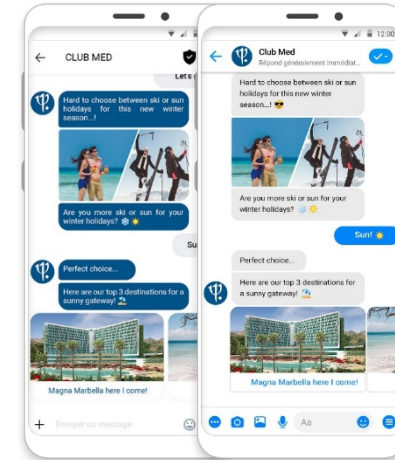 CLUB MED
Let's
Hard to choose between ski or sun
holidays for this new winter
season...! 
Are you more ski or sun for your
winter holidays? ❄️ ☀️
Su
Perfect choice...
Here are our top 3 destinations for a
sunny gateway! 🏖️
Magna Marbella here I come!
Envoyer un message
12:00
Club Med
Répond généralement immédiat...
Hard to choose between ski or sun
holidays for this new winter
season...! 😎
Are you more ski or sun for your
winter holidays? ❄️ ☀️
Sun! ☀️
Perfect choice...
Here are our top 3 destinations for
a sunny gateway! 🏖️
Magna Marbella here I come!
Aa